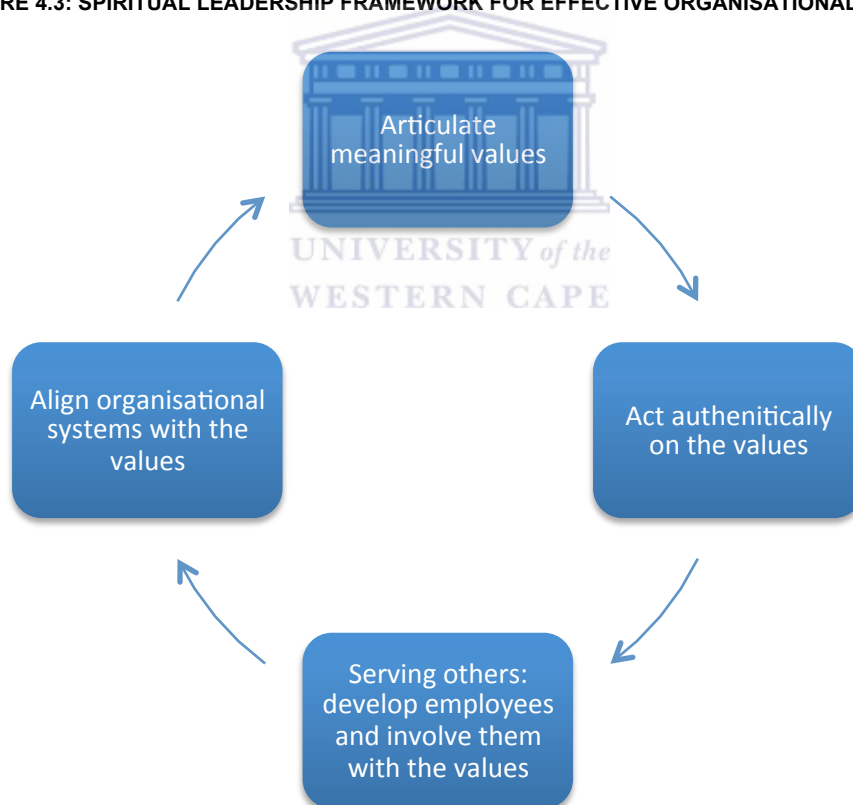 RE 4.3: SPIRITUAL LEADERSHIP FRAMEWORK FOR EFFECTIVE ORGANISATIONAL
Articulate
meaningful values
UNIVERSITY of the
WESTERN CAPE
Align organisational
systems with the
values
Act authenitically
on the values
Serving others:
develop employees
and involve them
with the values